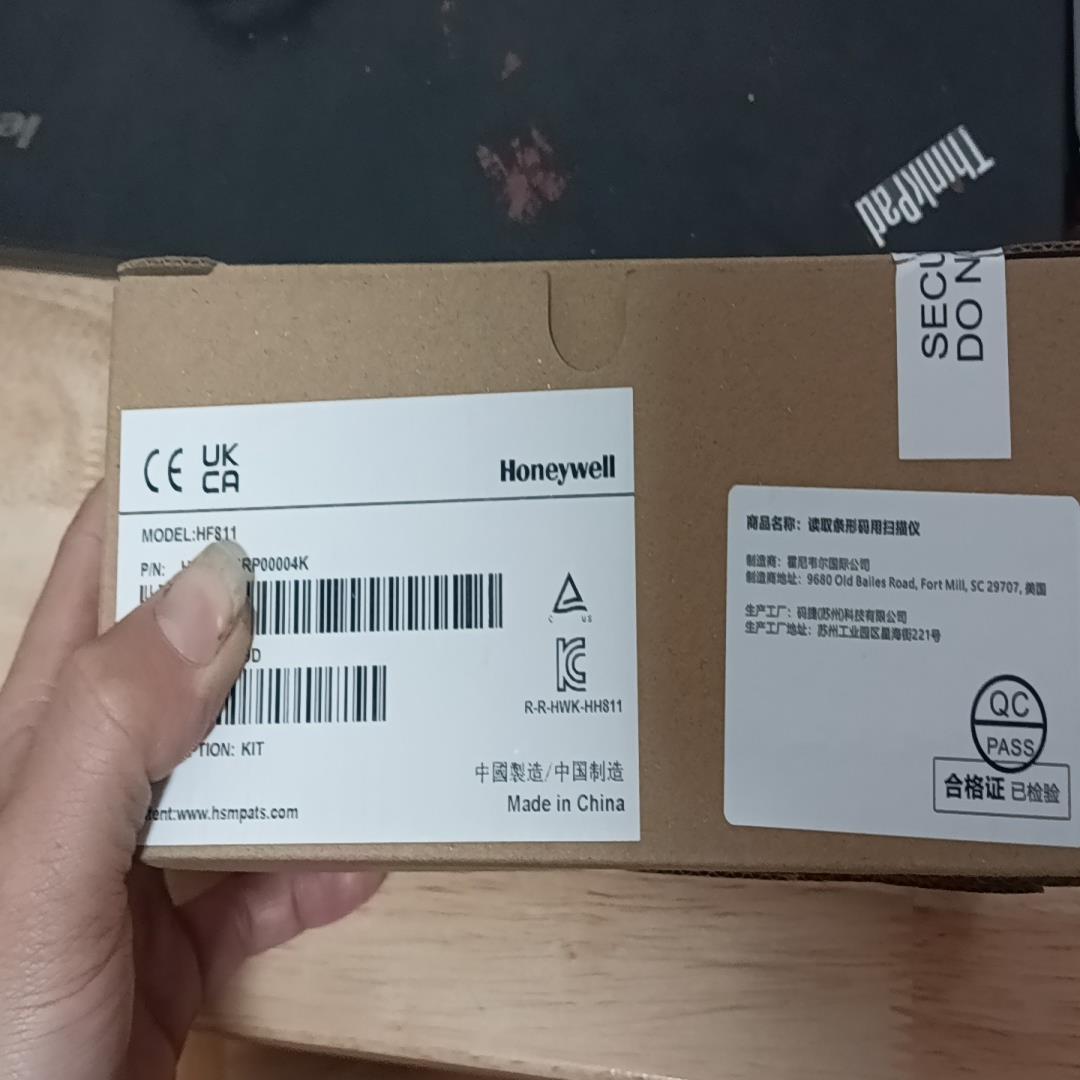 ThinkPad
SECU
DO N
CE UK
CA
Honeywell
MODEL:HF811
P/N: RP00004K
KIT
www.hsmpats.com
C US
R-R-HWK-HH811
中國製造/中国制造
Made in China
商品名称：读取条形码用扫描仪
制造商：霍尼韦尔国际公司
制造商地址：9680 Old Bailes Road, Fort Mill, SC 29707, 美国
生产工厂：码捷(苏州)科技有限公司
生产工厂地址：苏州工业园区星海街221号
QC
PASS
合格证 已检验